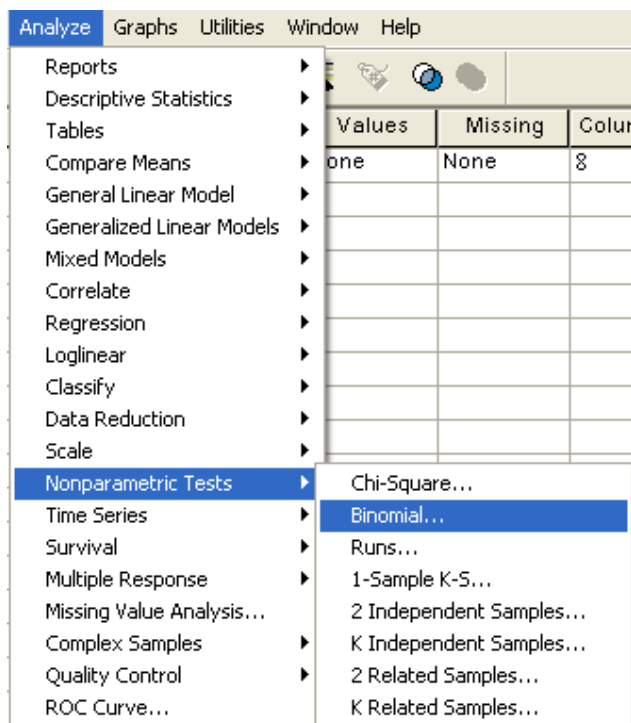 Analyze Graphs Utilities Window Help
Reports
Descriptive Statistics
Tables
Compare Means
General Linear Model
Generalized Linear Models
Mixed Models
Correlate
Regression
Loglinear
Classify
Data Reduction
Scale
Nonparametric Tests
Time Series
Survival
Multiple Response
Missing Value Analysis...
Complex Samples
Quality Control
ROC Curve...
Values Missing Colur
one None 8
Chi-Square...
Binomial...
Runs...
1-Sample K-S...
2 Independent Samples...
K Independent Samples...
2 Related Samples...
K Related Samples...